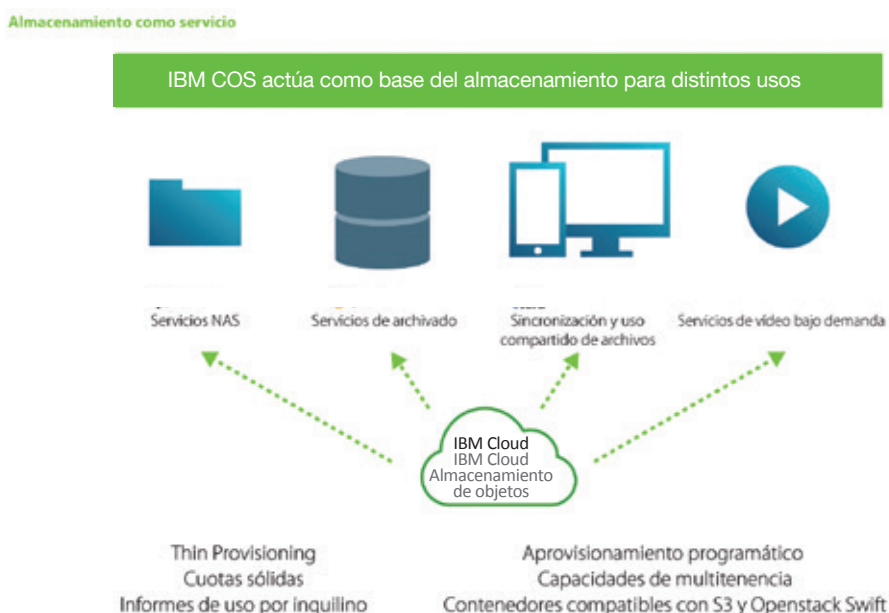 Almacenamiento como servicio
IBM COS actúa como base del almacenamiento para distintos usos
Servicios NAS
Servicios de archivado
Sincronización y uso
compartido de archivos
Servicios de vídeo bajo demanda
IBM Cloud
IBM Cloud
Almacenamiento
de objetos
Thin Provisioning
Cuotas sólidas
Informes de uso por inquilino
Aprovisionamiento programático
Capacidades de multitenencia
Contenedores compatibles con S3 y Openstack Swift